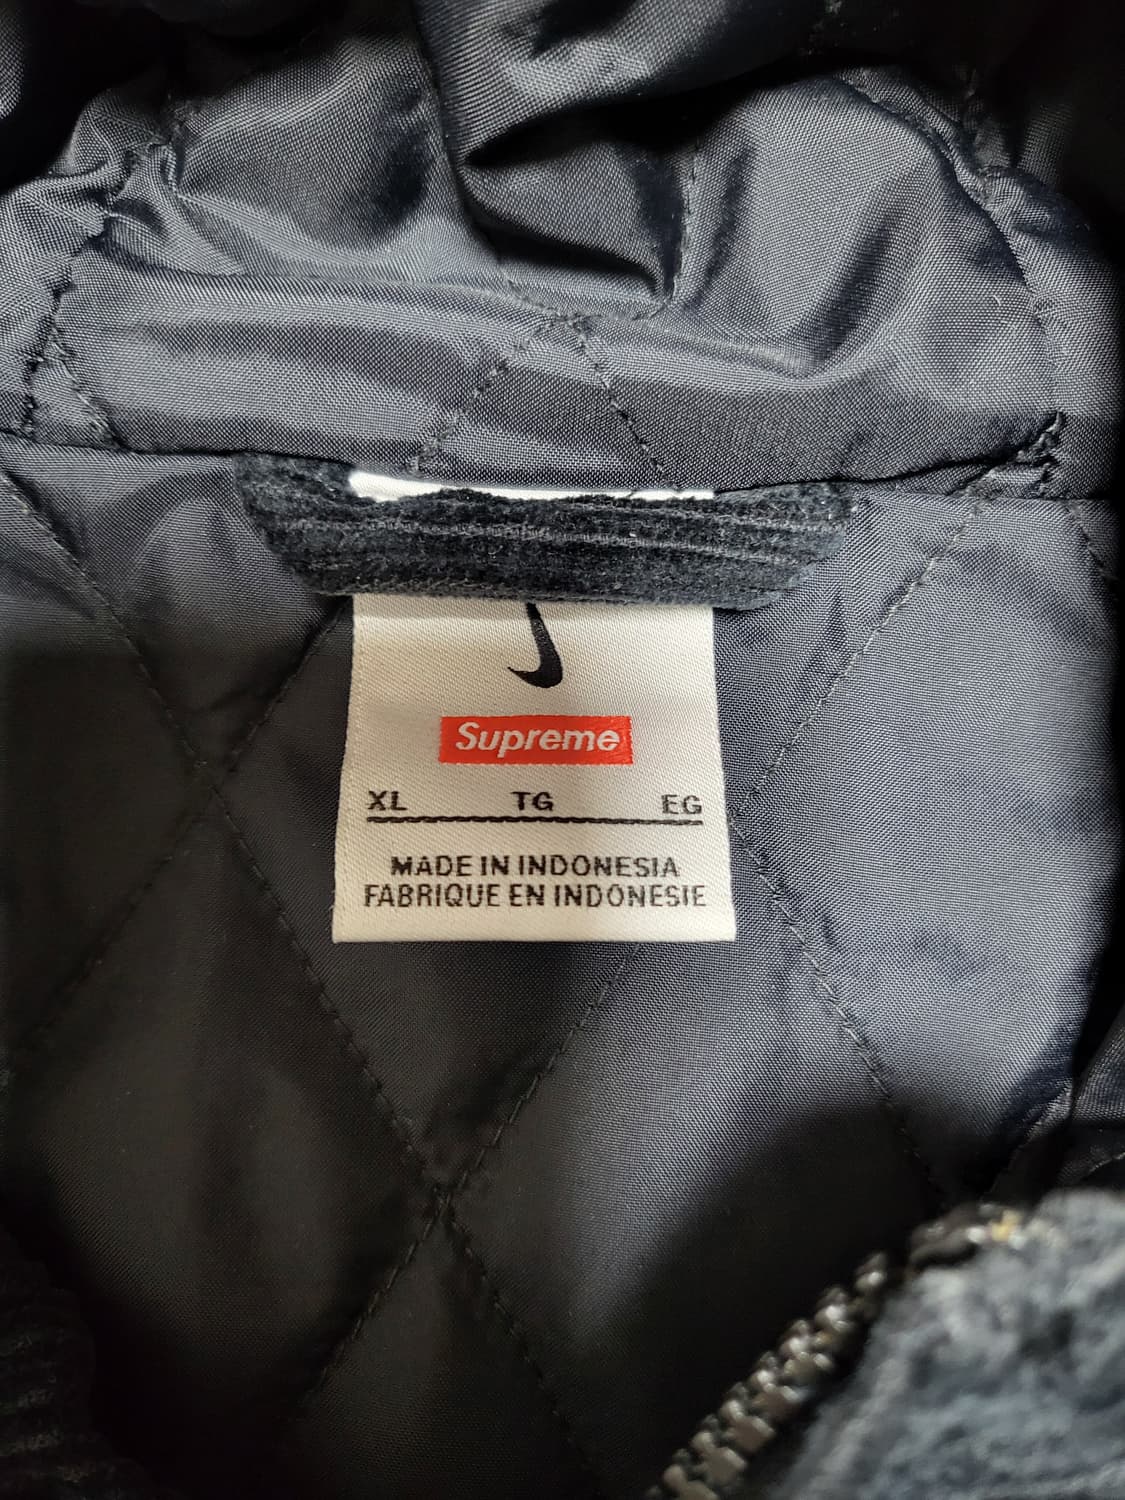 Supreme
XL TG EG
MADE IN INDONESIA
FABRIQUE EN INDONESIE